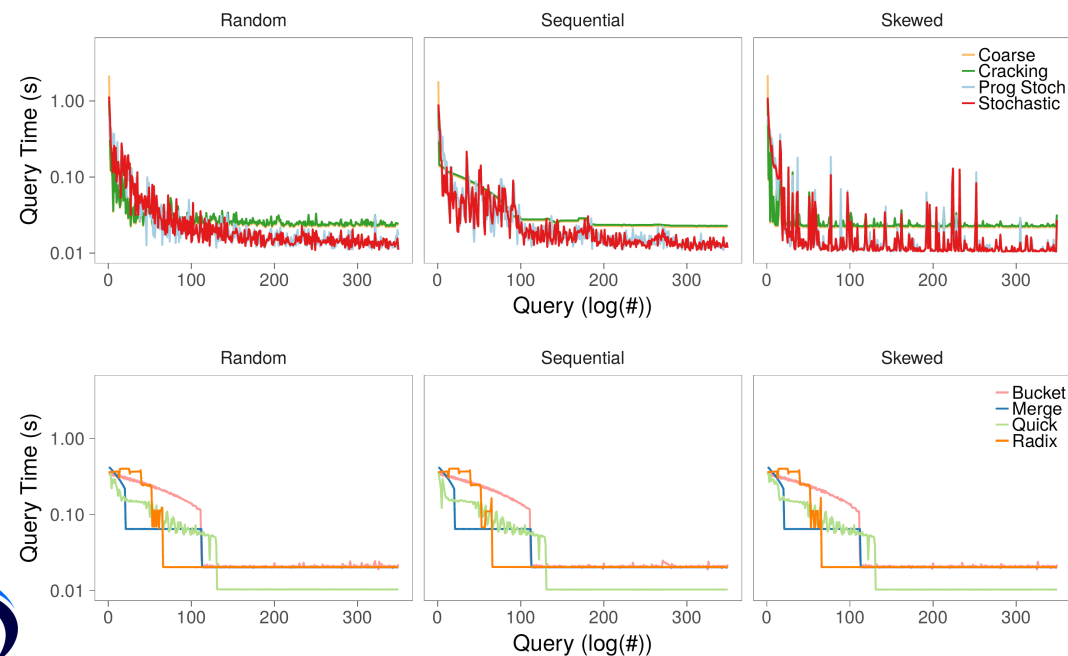 Random Sequential Skewed
Query Time (s)
1.00
0.10
0.01
Coarse
Cracking
Prog Stoch
Stochastic
0 100 200 300 0 100 200 300 0 100 200 300
Query (log(#))
Random Sequential Skewed
Query Time (s)
1.00
0.10
0.01
Bucket
Merge
Quick
Radix
0 100 200 300 0 100 200 300 0 100 200 300
Query (log(#))